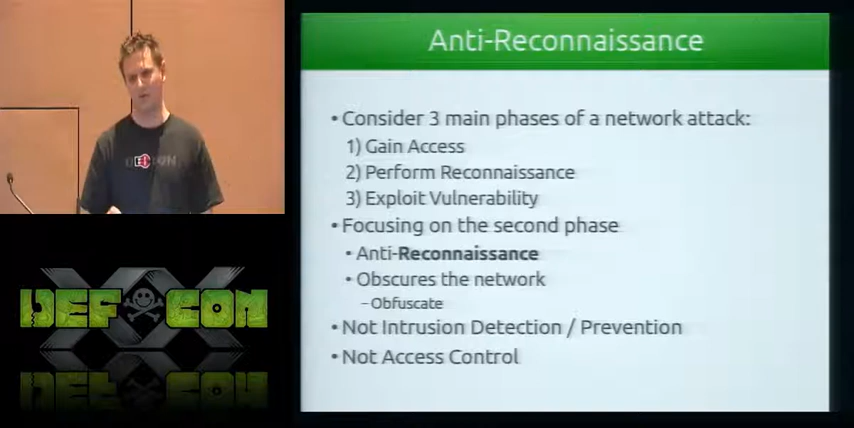 Anti-Reconnaissance
• Consider 3 main phases of a network attack:
1) Gain Access
2) Perform Reconnaissance
3) Exploit Vulnerability
• Focusing on the second phase
• Anti-Reconnaissance
• Obscures the network
–Obfuscate
• Not Intrusion Detection / Prevention
• Not Access Control
XX
DEF CON